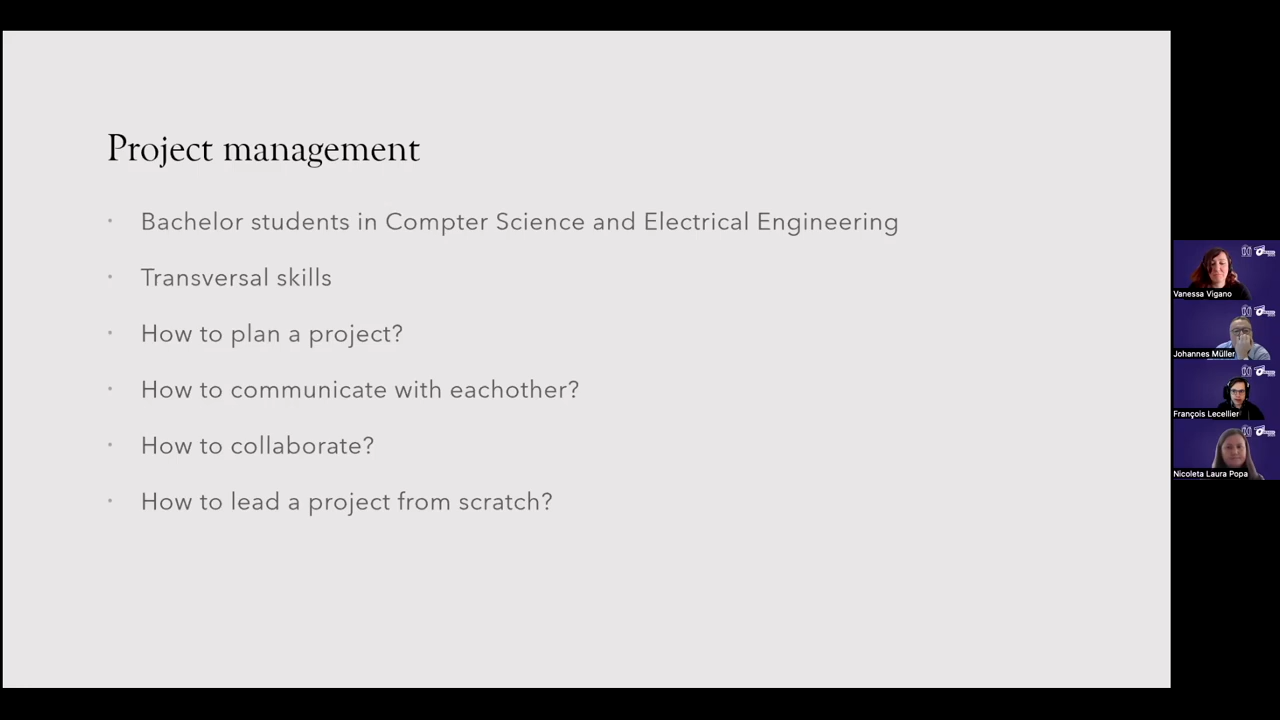 Project management
Bachelor students in Compter Science and Electrical Engineering
Transversal skills
How to plan a project?
How to communicate with eachother?
How to collaborate?
How to lead a project from scratch?
Vanessa Vigano
Johannes Müller
François Lecellier
Nicoleta Laura Popa